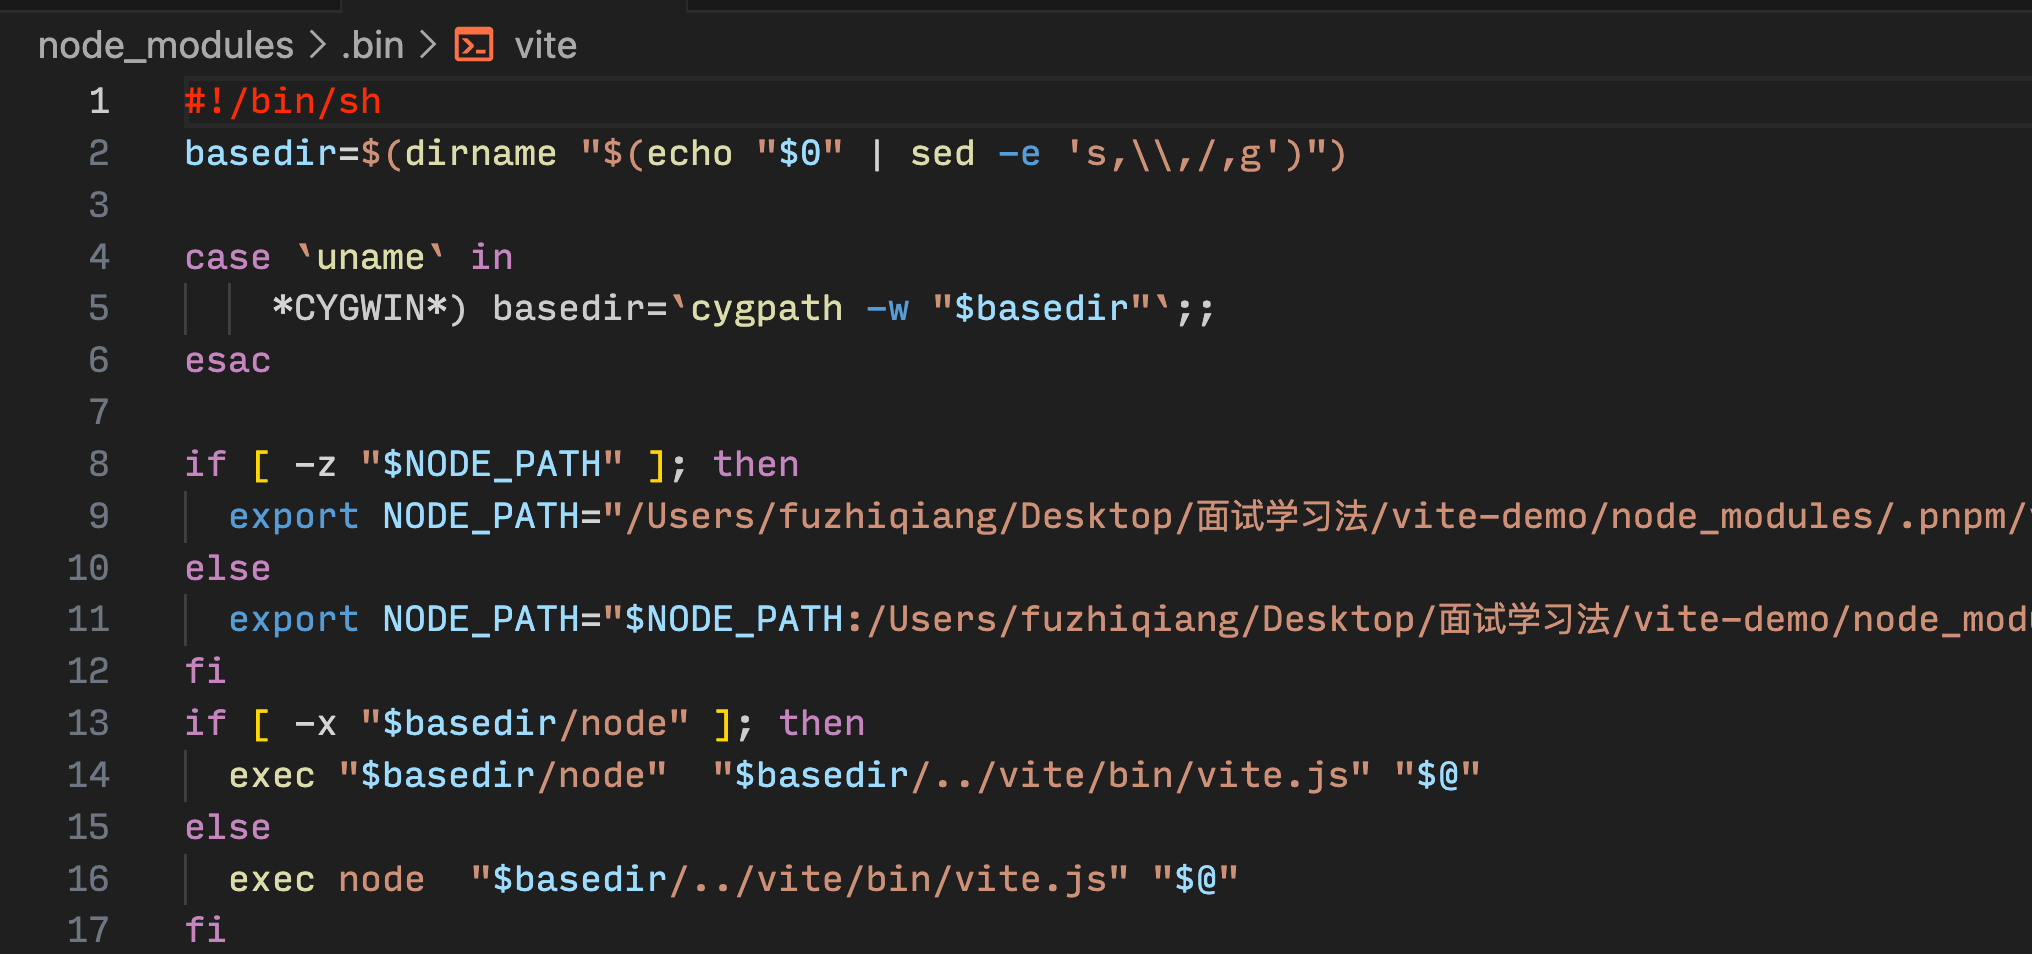 node_modules > .bin > vite
1 #!/bin/sh
2 basedir=$(dirname "$(echo "$0" | sed -e 's,\\,/,g')")
3
4 case `uname` in
5     *CYGWIN*) basedir=`cygpath -w "$basedir"`;;
6 esac
7
8 if [ -z "$NODE_PATH" ]; then
9   export NODE_PATH="/Users/fuzhiqiang/Desktop/面试学习法/vite-demo/node_modules/.pnpm/
10 else
11   export NODE_PATH="$NODE_PATH:/Users/fuzhiqiang/Desktop/面试学习法/vite-demo/node_mod
12 fi
13 if [ -x "$basedir/node" ]; then
14   exec "$basedir/node"  "$basedir/../vite/bin/vite.js" "$@"
15 else
16   exec node  "$basedir/../vite/bin/vite.js" "$@"
17 fi